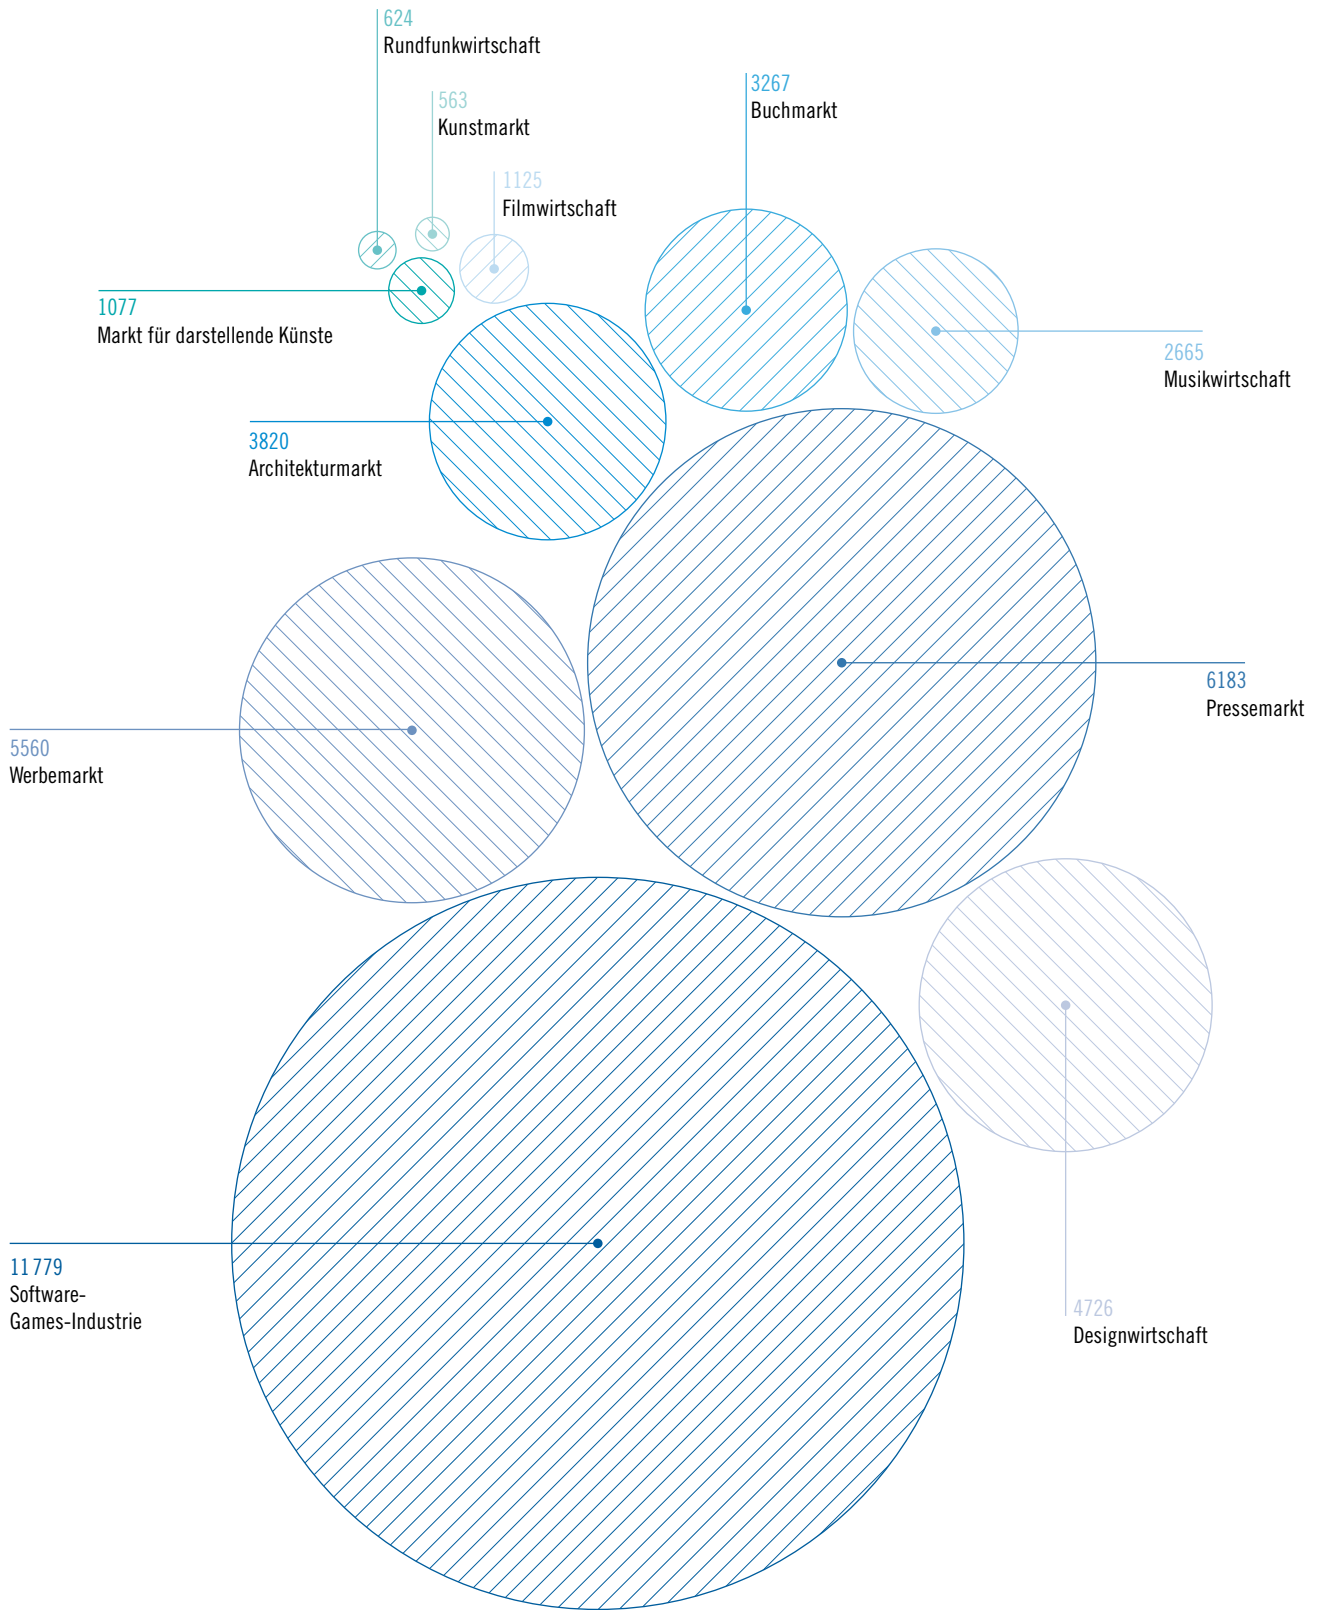 624
Rundfunkwirtschaft
563
Kunstmarkt
3267
Buchmarkt
1125
Filmwirtschaft
1077
Markt für darstellende Künste
2665
Musikwirtschaft
3820
Architekturmarkt
6183
Pressemarkt
5560
Werbemarkt
11 779
Software-
Games-Industrie
4726
Designwirtschaft